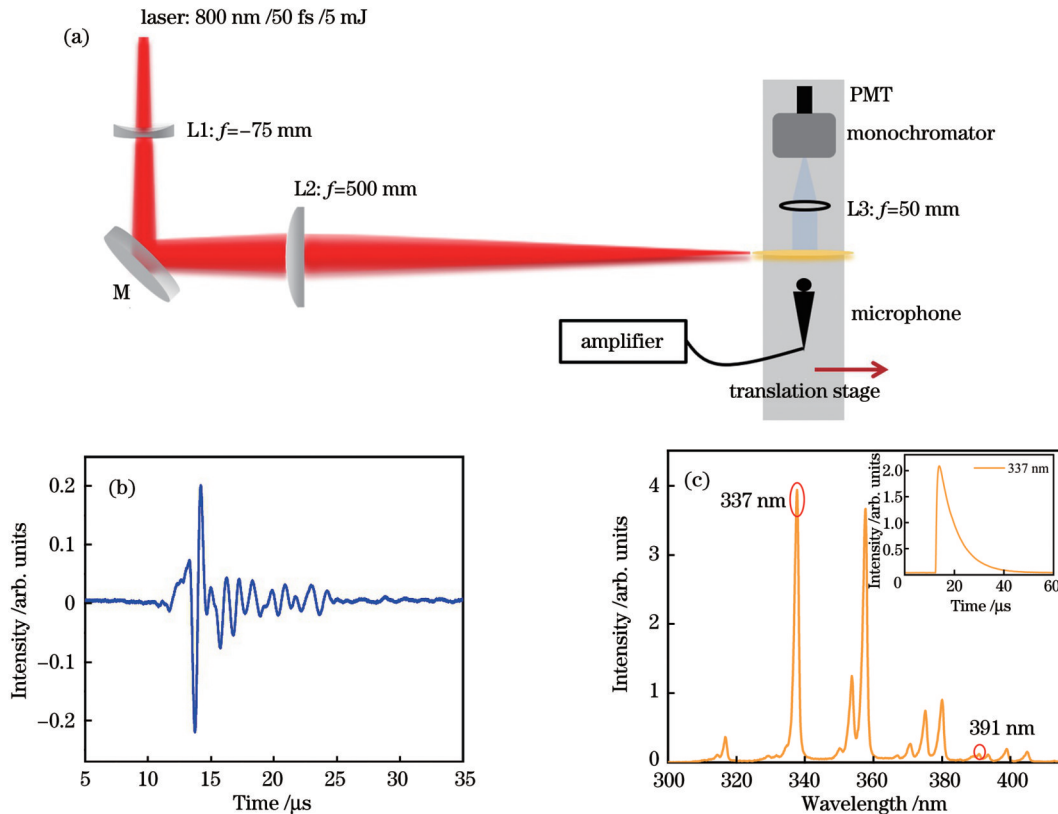 (a)
laser: 800 nm /50 fs /5 mJ
L1: f=−75 mm
M
L2: f=500 mm
PMT
monochromator
L3: f=50 mm
microphone
amplifier
translation stage
(b)
Intensity /arb. units
0.2
0.1
0
−0.1
−0.2
5 10 15 20 25 30 35
Time /μs
(c)
Intensity /arb. units
4
3
2
1
0
337 nm
391 nm
300 320 340 360 380 400
Wavelength /nm
337 nm
Intensity /arb. units
2.0
1.5
1.0
0.5
0 20 40 60
Time /μs